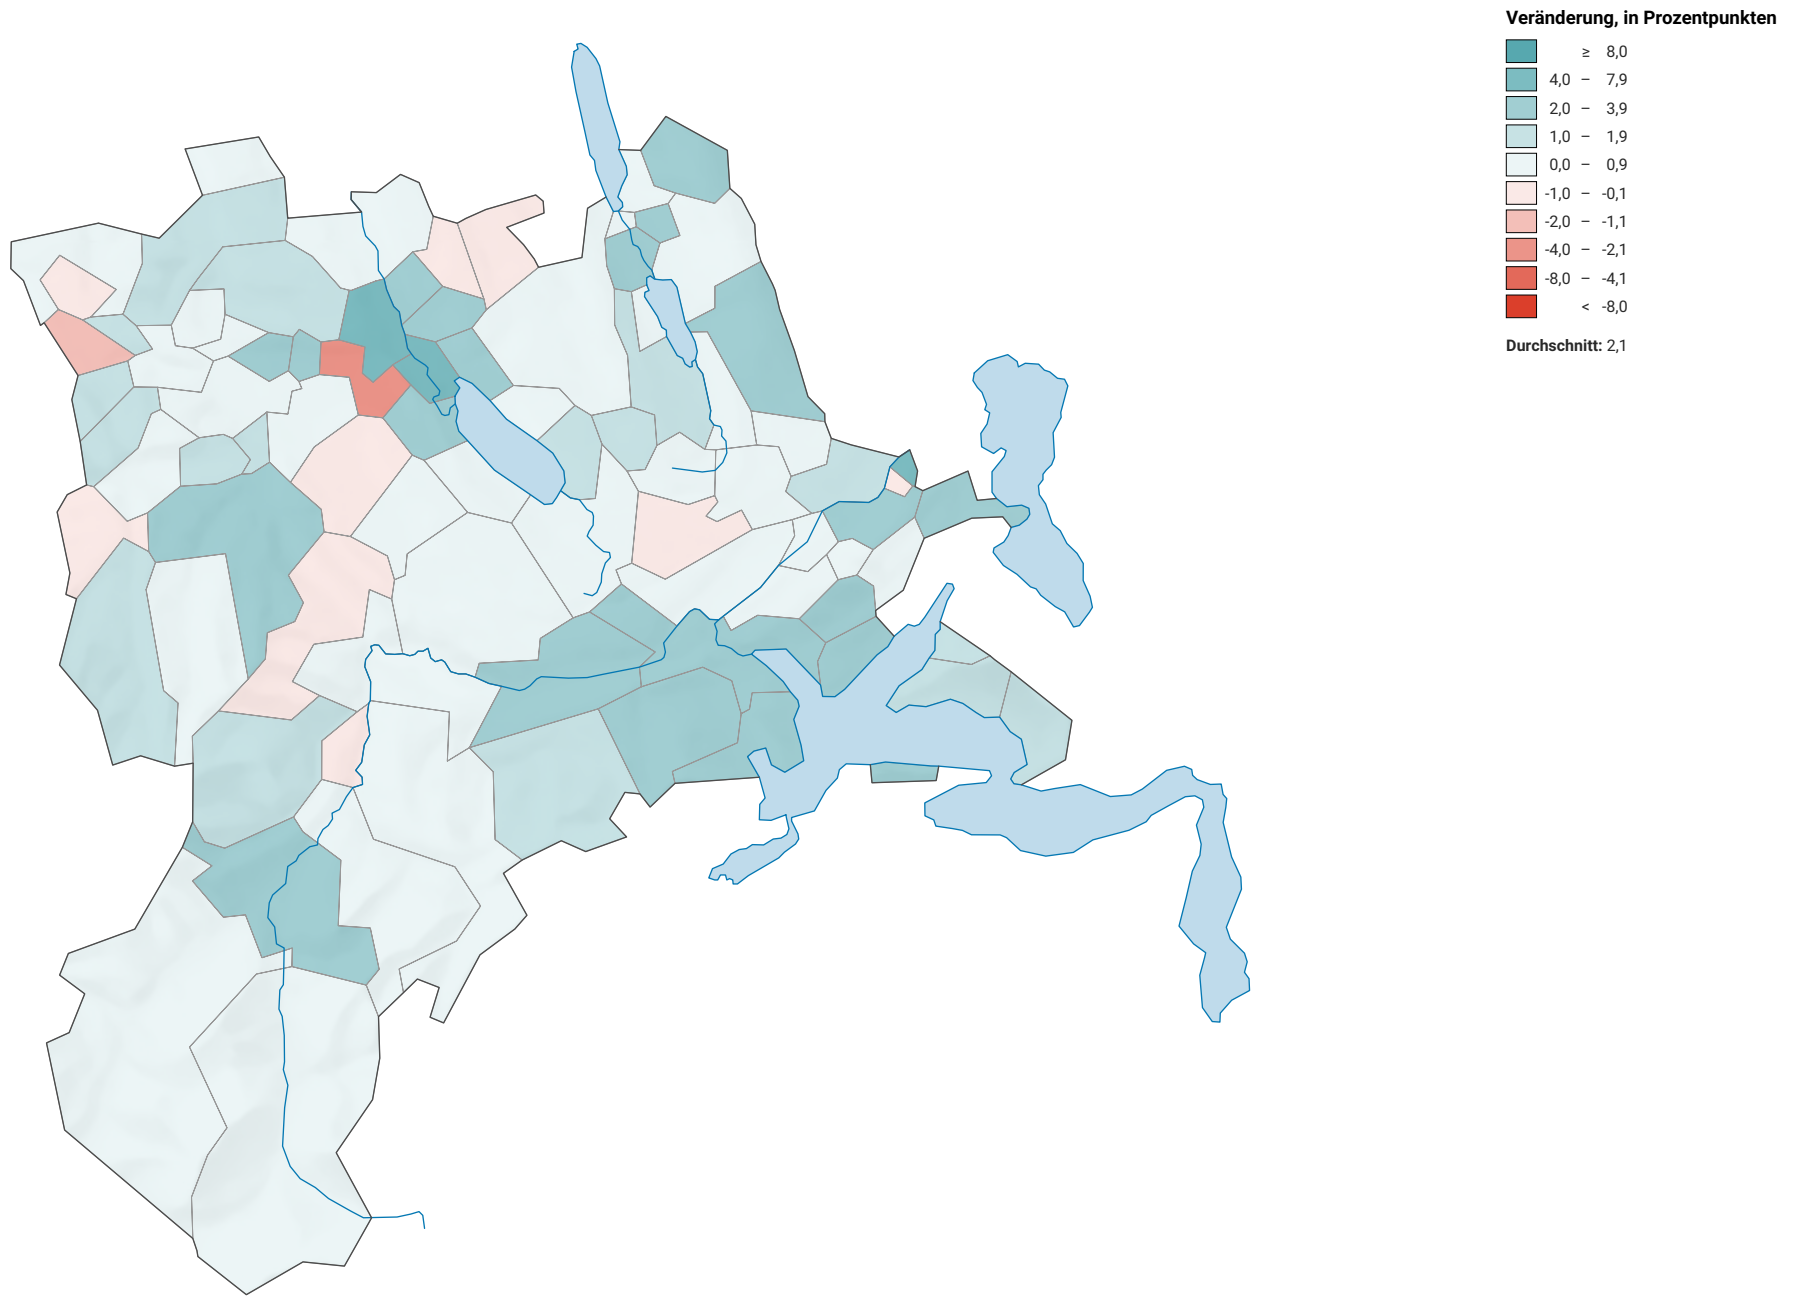 Veränderung, in Prozentpunkten
≥ 8,0
4,0 – 7,9
2,0 – 3,9
1,0 – 1,9
0,0 – 0,9
-1,0 – -0,1
-2,0 – -1,1
-4,0 – -2,1
-8,0 – -4,1
< -8,0
Durchschnitt: 2,1